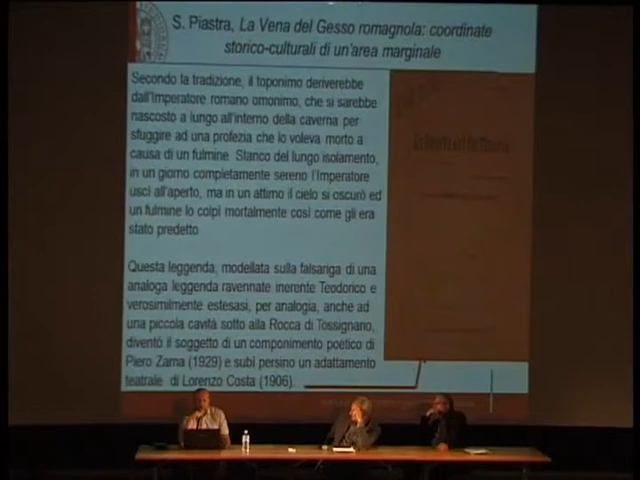 S. Piastra, La Vena del Gesso romagnola: coordinate
storico-culturali di un'area marginale
Secondo la tradizione, il toponimo deriverebbe
dall'Imperatore romano omonimo, che si sarebbe
nascosto a lungo all'interno della caverna per
sfuggire ad una profezia che lo voleva morto a
causa di un fulmine. Stanco del lungo isolamento,
in un giorno completamente sereno l'Imperatore
uscì all'aperto, ma in un attimo il cielo si oscurò ed
un fulmine lo colpì mortalmente così come gli era
stato predetto
Questa leggenda, modellata sulla falsariga di una
analoga leggenda ravennate inerente Teodorico e
verosimilmente estesasi, per analogia, anche ad
una piccola cavità sotto alla Rocca di Tossignano,
diventò il soggetto di un componimento poetico di
Piero Zama (1929) e subì persino un adattamento
teatrale di Lorenzo Costa (1906)